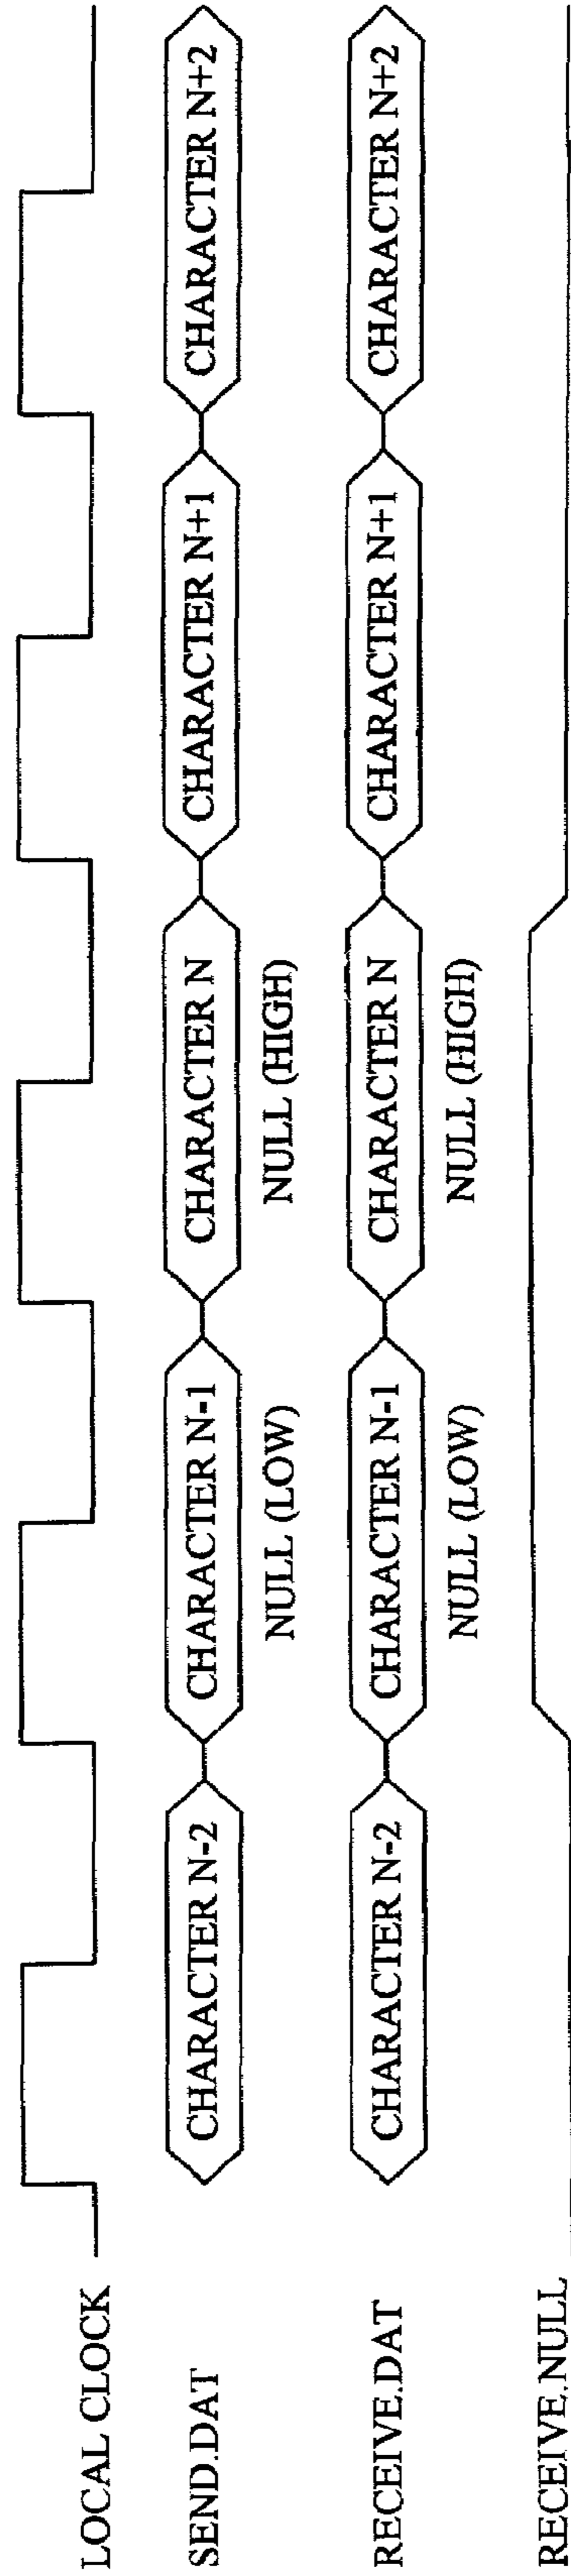 LOCAL CLOCK
SEND.DAT
CHARACTER N-2
CHARACTER N-1
CHARACTER N
CHARACTER N+1
CHARACTER N+2
NULL (LOW)
NULL (HIGH)
RECEIVE.DAT
CHARACTER N-2
CHARACTER N-1
CHARACTER N
CHARACTER N+1
CHARACTER N+2
NULL (LOW)
NULL (HIGH)
RECEIVE.NULL